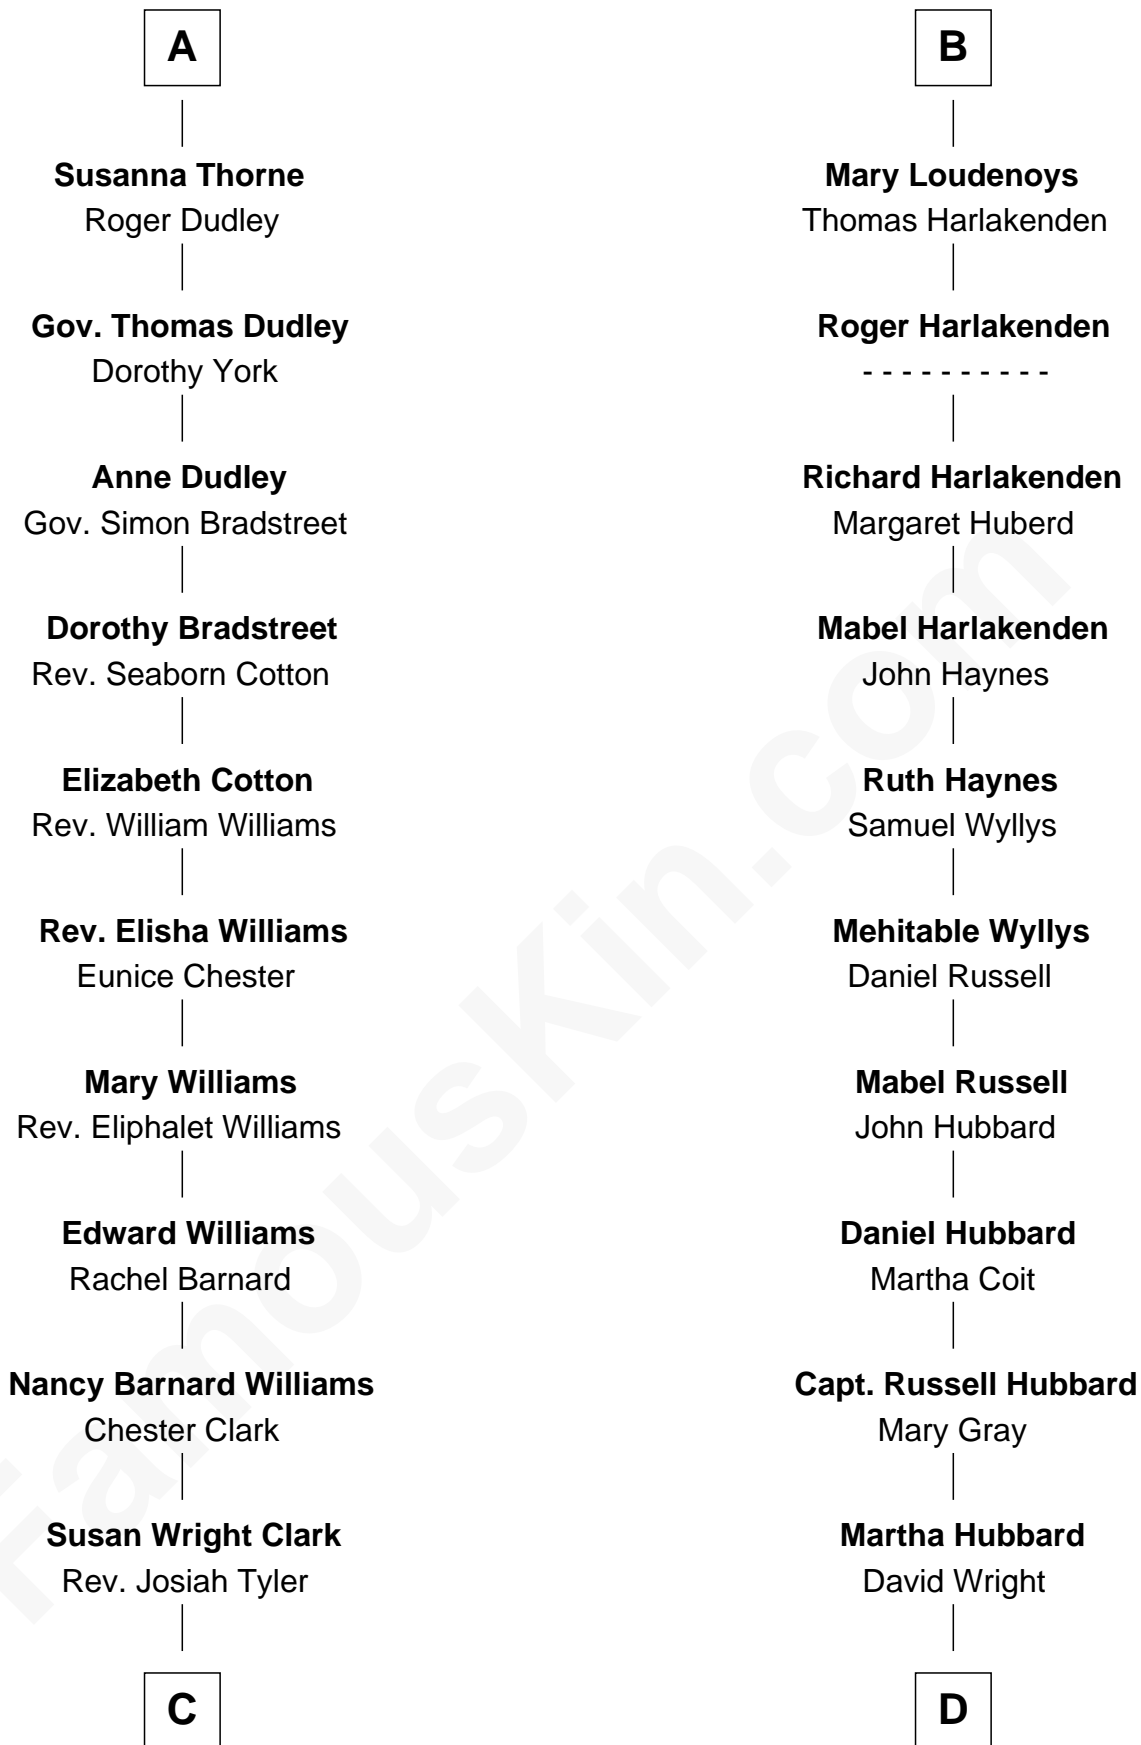 A
Susanna Thorne
Roger Dudley
Gov. Thomas Dudley
Dorothy York
Anne Dudley
Gov. Simon Bradstreet
Dorothy Bradstreet
Rev. Seaborn Cotton
Elizabeth Cotton
Rev. William Williams
Rev. Elisha Williams
Eunice Chester
Mary Williams
Rev. Eliphalet Williams
Edward Williams
Rachel Barnard
Nancy Barnard Williams
Chester Clark
Susan Wright Clark
Rev. Josiah Tyler
C
B
Mary Loudenoys
Thomas Harlakenden
Roger Harlakenden
- - - - - - - - - -
Richard Harlakenden
Margaret Huberd
Mabel Harlakenden
John Haynes
Ruth Haynes
Samuel Wyllys
Mehitable Wyllys
Daniel Russell
Mabel Russell
John Hubbard
Daniel Hubbard
Martha Coit
Capt. Russell Hubbard
Mary Gray
Martha Hubbard
David Wright
D
FamousKin.com